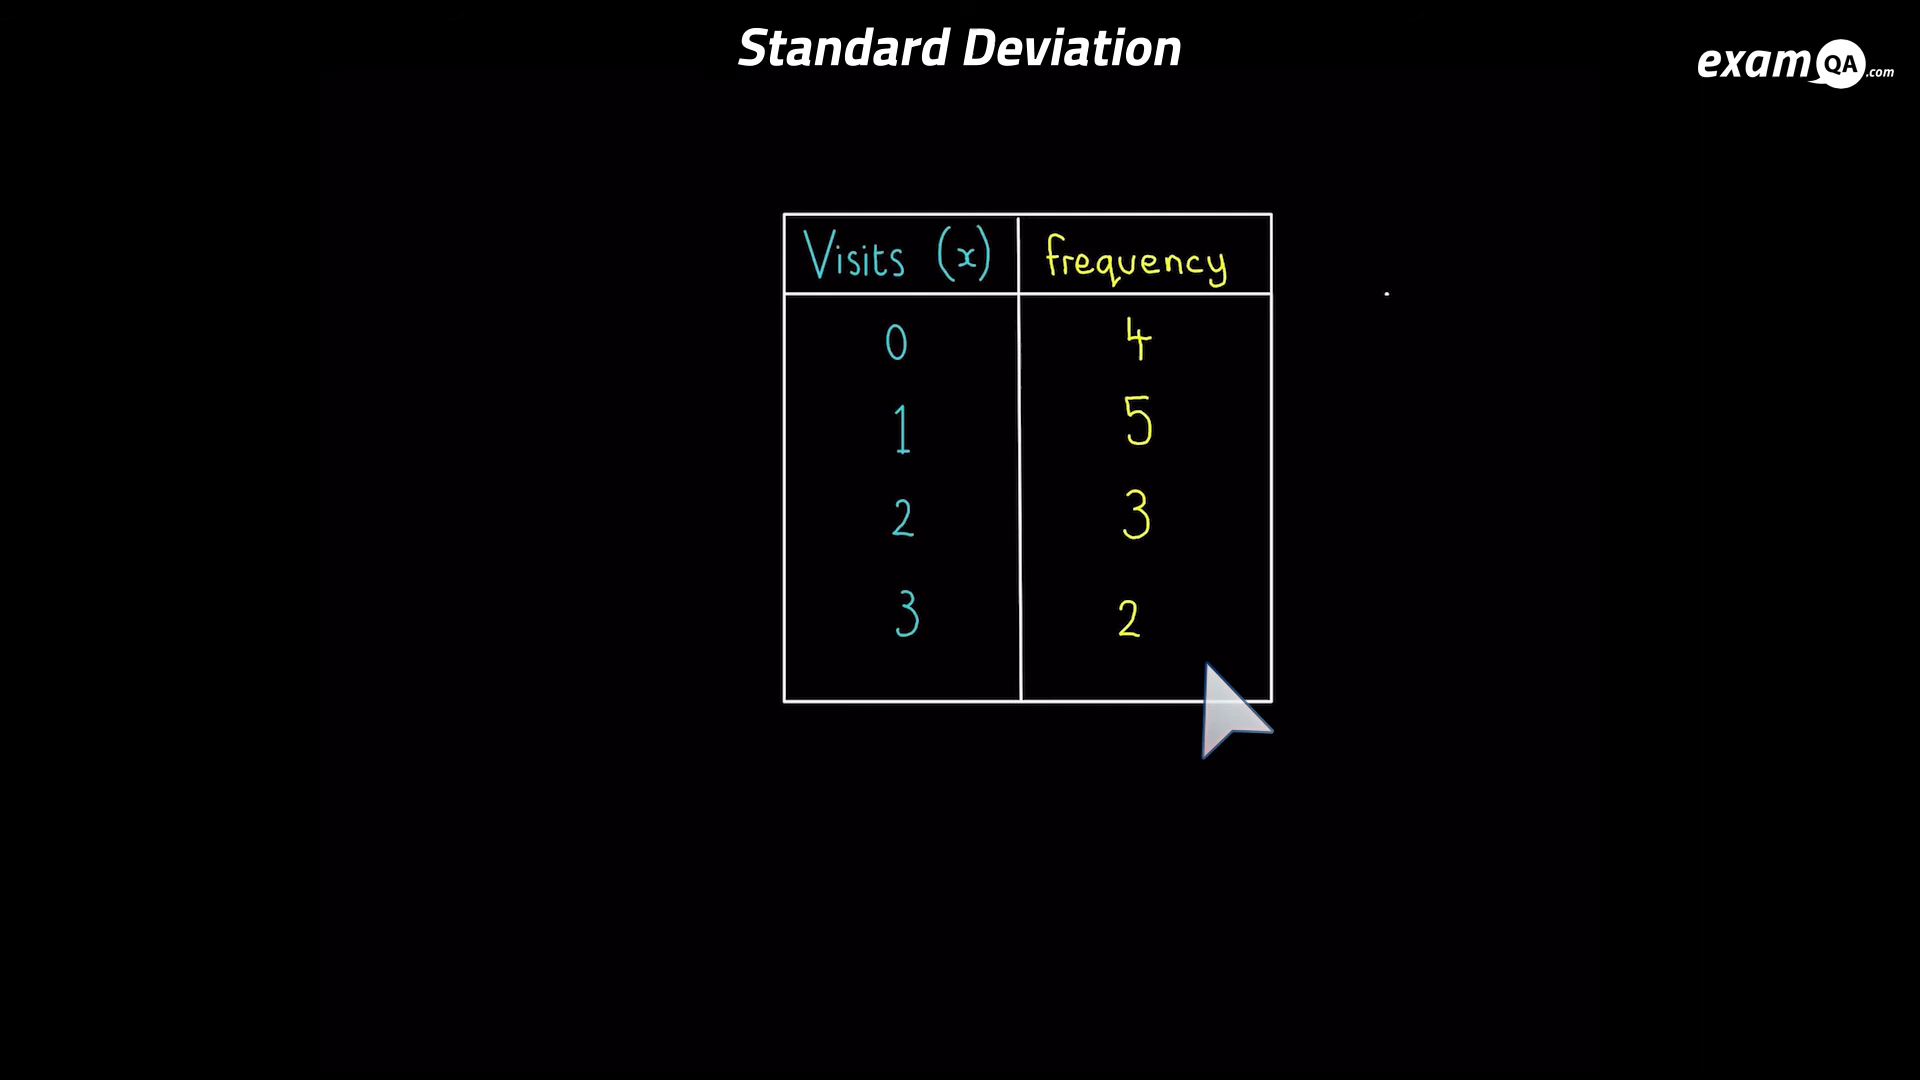 Standard Deviation
examQA.com
Visits (x) frequency
0 4
1 5
2 3
3 2